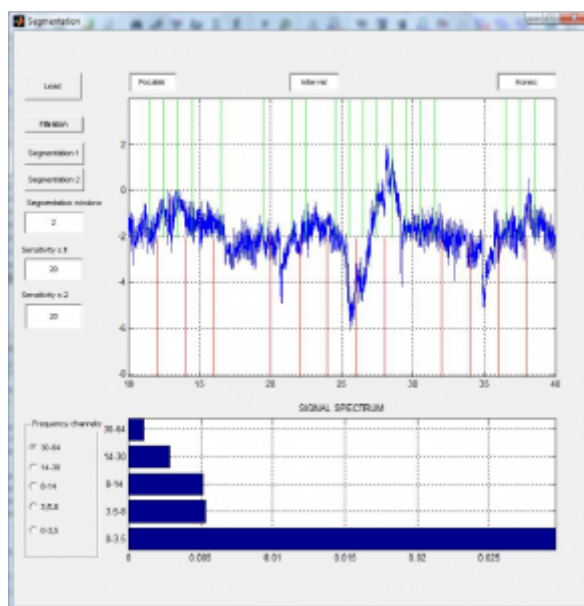 Segmentation
Load
Filtration
Segmentation 1
Segmentation 2
Segmentation window
2
Sensitivity s.1
20
Sensitivity s.2
20
Interval
Konec
2
0
-2
-4
-6
-8
10 15 20 25 30 35 40
SIGNAL SPECTRUM
Frequency channels
30-64
14-30
8-14
3,5-8
0-3,5
30-64
14-30
8-14
3.5-8
0-3.5
0 0.005 0.01 0.015 0.02 0.025